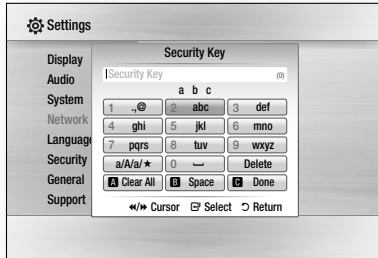 Settings
Display
Audio
System
Network
Language
Security
General
Support
Security Key
Security Key (0)
a b c
1 .,@ 2 abc 3 def
4 ghi 5 jkl 6 mno
7 pqrs 8 tuv 9 wxyz
a/A/a/★ 0 ⎵ Delete
A Clear All B Space C Done
◀◀/▶▶ Cursor Select Return